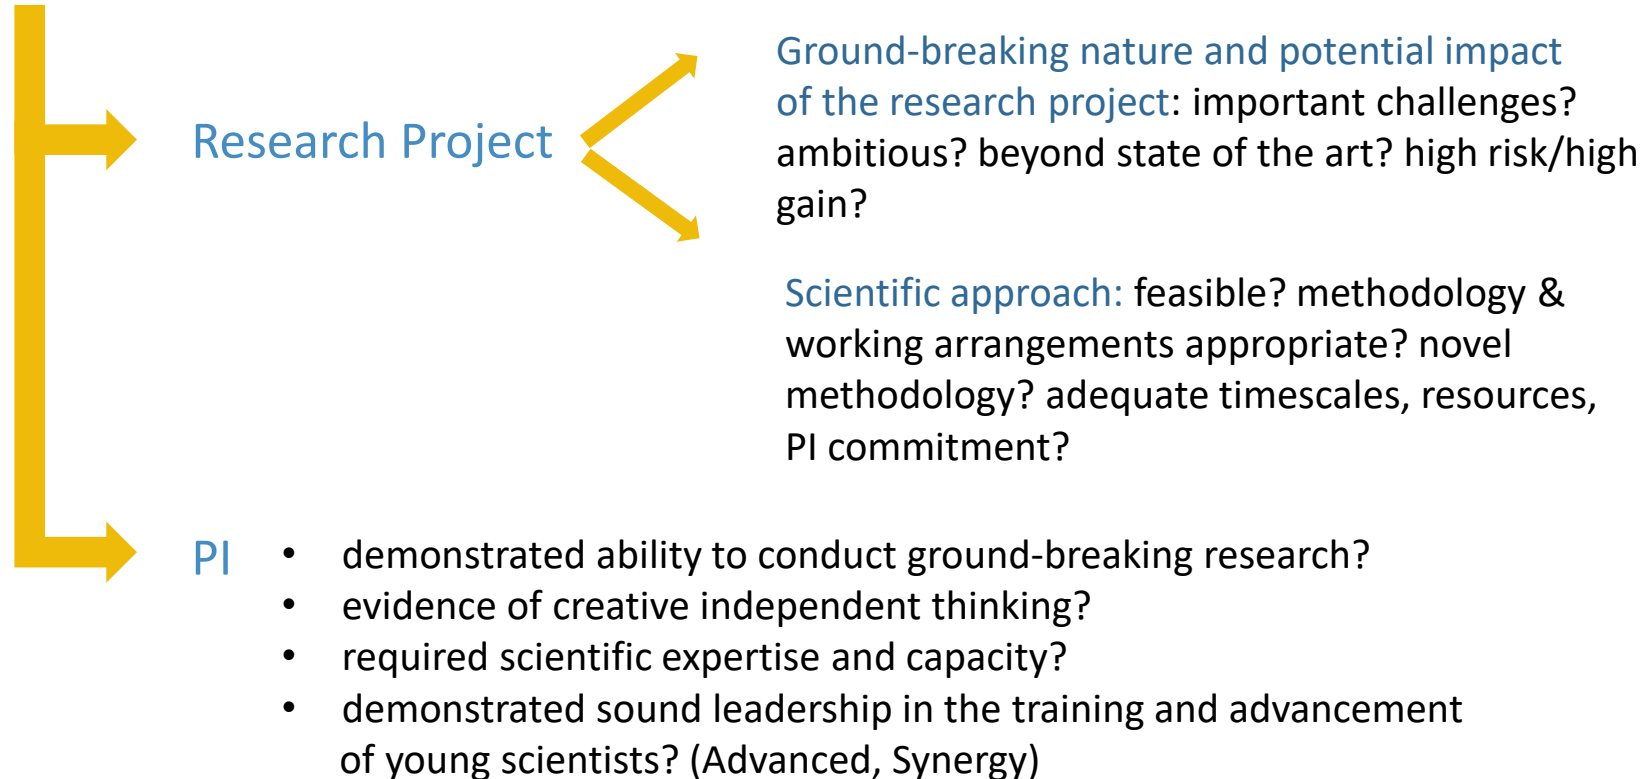 Research Project
Ground-breaking nature and potential impact
of the research project: important challenges?
ambitious? beyond state of the art? high risk/high
gain?
Scientific approach: feasible? methodology &
working arrangements appropriate? novel
methodology? adequate timescales, resources,
PI commitment?
PI
• demonstrated ability to conduct ground-breaking research?
• evidence of creative independent thinking?
• required scientific expertise and capacity?
• demonstrated sound leadership in the training and advancement
of young scientists? (Advanced, Synergy)